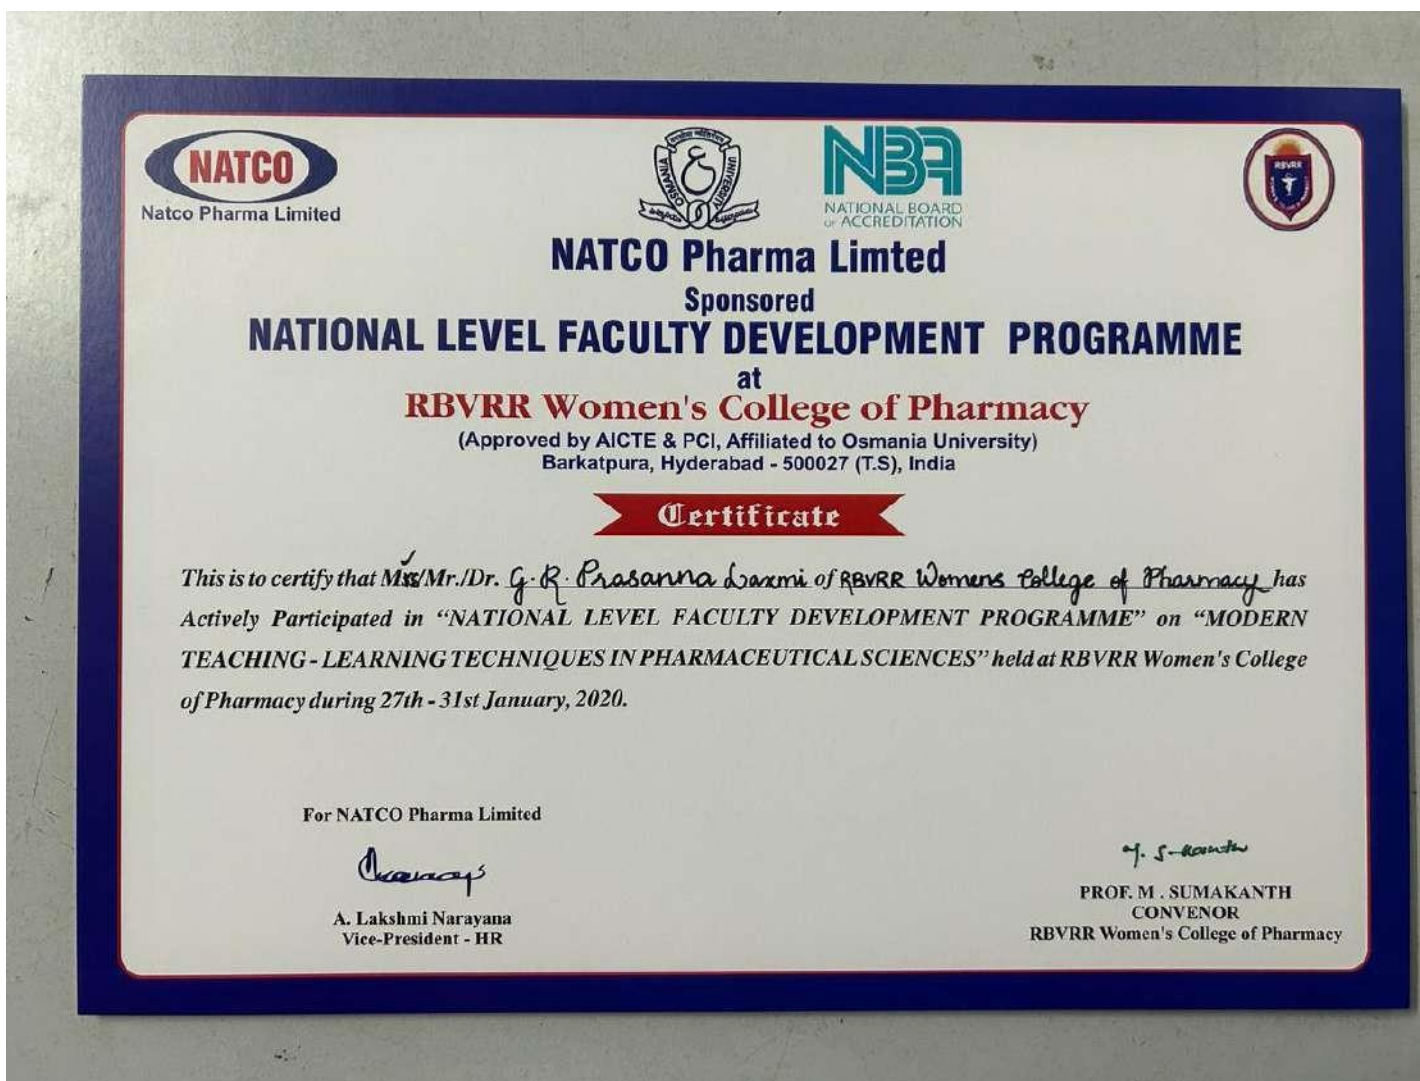 NATCO
Natco Pharma Limited
OSMANIA UNIVERSITY
NBA
NATIONAL BOARD
OF ACCREDITATION
RBVRR
NATCO Pharma Limted
Sponsored
NATIONAL LEVEL FACULTY DEVELOPMENT PROGRAMME
at
RBVRR Women's College of Pharmacy
(Approved by AICTE & PCI, Affiliated to Osmania University)
Barkatpura, Hyderabad - 500027 (T.S), India
Certificate
This is to certify that Mrs/Mr./Dr. G. R. Prasanna Laxmi of RBVRR Womens College of Pharmacy has
Actively Participated in “NATIONAL LEVEL FACULTY DEVELOPMENT PROGRAMME” on “MODERN
TEACHING - LEARNING TECHNIQUES IN PHARMACEUTICAL SCIENCES” held at RBVRR Women's College
of Pharmacy during 27th - 31st January, 2020.
For NATCO Pharma Limited
A. Lakshmi Narayana
Vice-President - HR
PROF. M . SUMAKANTH
CONVENOR
RBVRR Women's College of Pharmacy